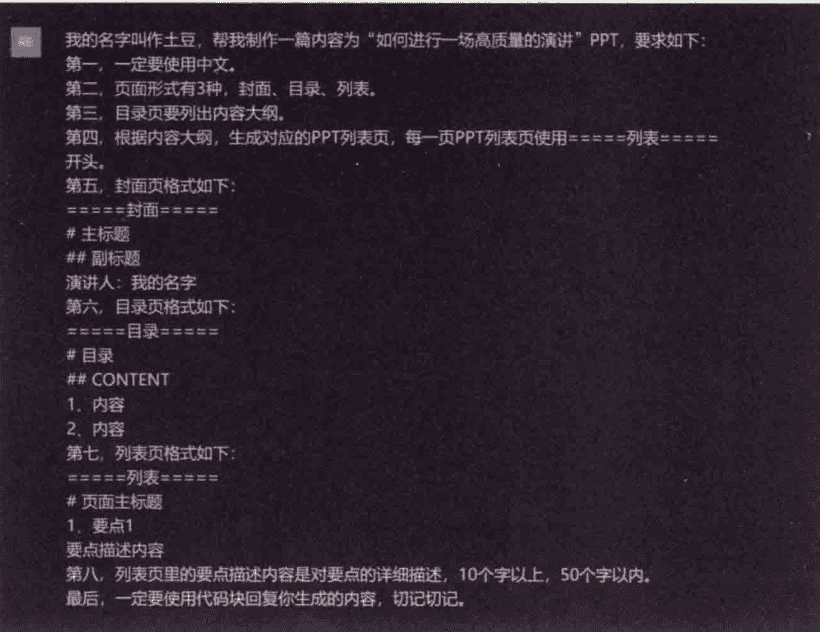 我的名字叫作土豆，帮我制作一篇内容为“如何进行一场高质量的演讲”PPT，要求如下：
第一，一定要使用中文。
第二，页面形式有3种，封面、目录、列表。
第三，目录页要列出内容大纲。
第四，根据内容大纲，生成对应的PPT列表页，每一页PPT列表页使用=====列表=====
开头。
第五，封面页格式如下：
=====封面=====
# 主标题
## 副标题
演讲人：我的名字
第六，目录页格式如下：
=====目录=====
# 目录
## CONTENT
1、内容
2、内容
第七，列表页格式如下：
=====列表=====
# 页面主标题
1、要点1
要点描述内容
第八，列表页里的要点描述内容是对要点的详细描述，10个字以上，50个字以内。
最后，一定要使用代码块回复你生成的内容，切记切记。